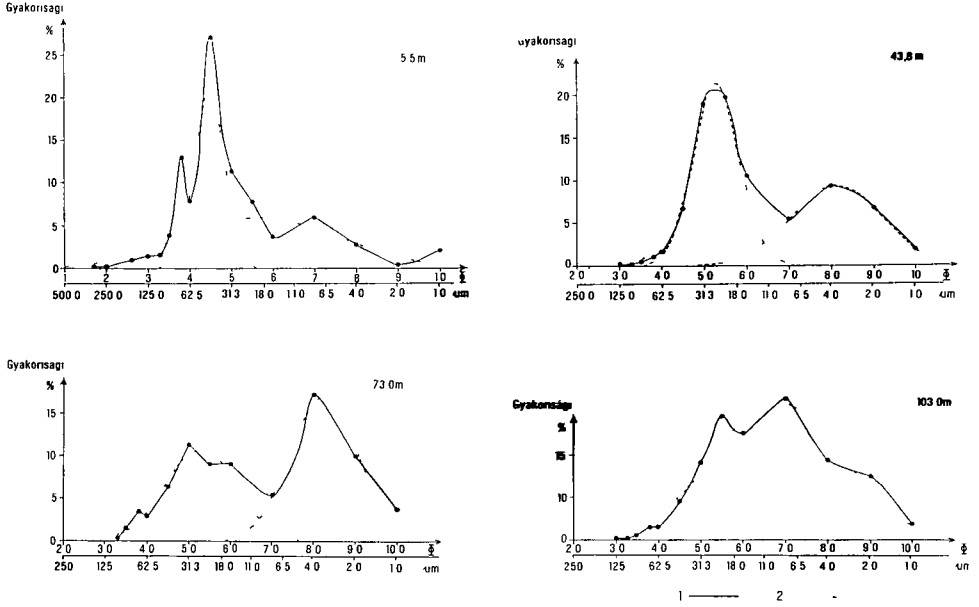 Gyakorisági
%
5 5 m
25
20
15
10
5
0
1 2 3 4 5 6 7 8 9 10 Φ
500 0 250 0 125 0 62 5 31 3 18 0 11 0 6 5 4 0 2 0 1 0 um
Gyakorisági
%
43,8 m
20
15
10
5
0
2 0 3 0 4 0 5 0 6 0 7 0 8 0 9 0 10 0 Φ
250 0 125 0 62 5 31 3 18 0 11 0 6 5 4 0 2 0 1 0 um
Gyakorisági
%
73 0m
15
10
5
0
2 0 3 0 4 0 5 0 6 0 7 0 8 0 9 0 10 0 Φ
250 125 62 5 31 3 18 0 11 0 6 5 4 0 2 0 1 0 um
Gyakorisági
%
103 0m
15
10
0
2 0 3 0 4 0 5 0 6 0 7 0 8 0 9 0 10 0 Φ
250 125 62 5 31 3 18 0 11 0 6 5 4 0 2 0 1 0 um
1 2